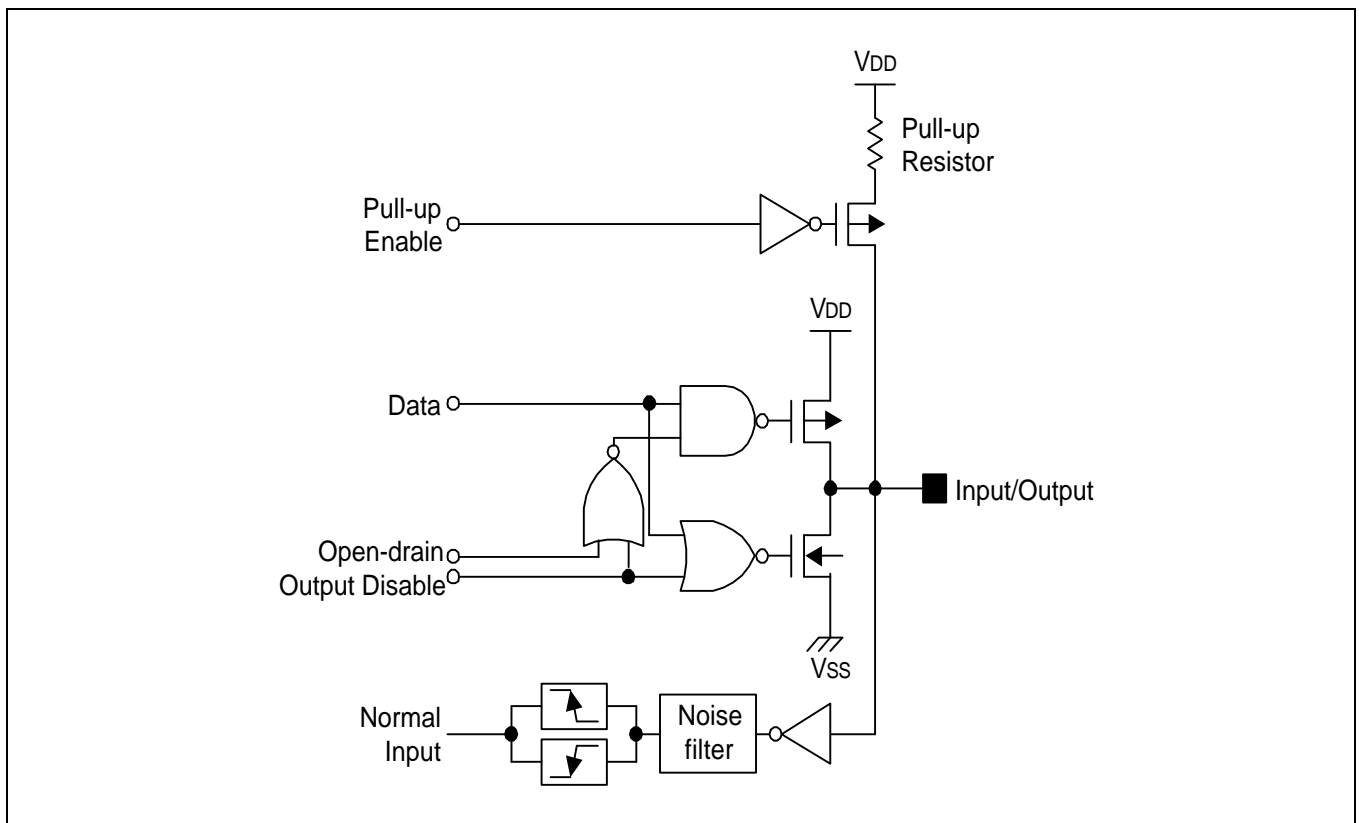 VDD
Pull-up
Resistor
Pull-up
Enable
VDD
Data
Input/Output
Open-drain
Output Disable
VSS
Normal
Input
Noise
filter